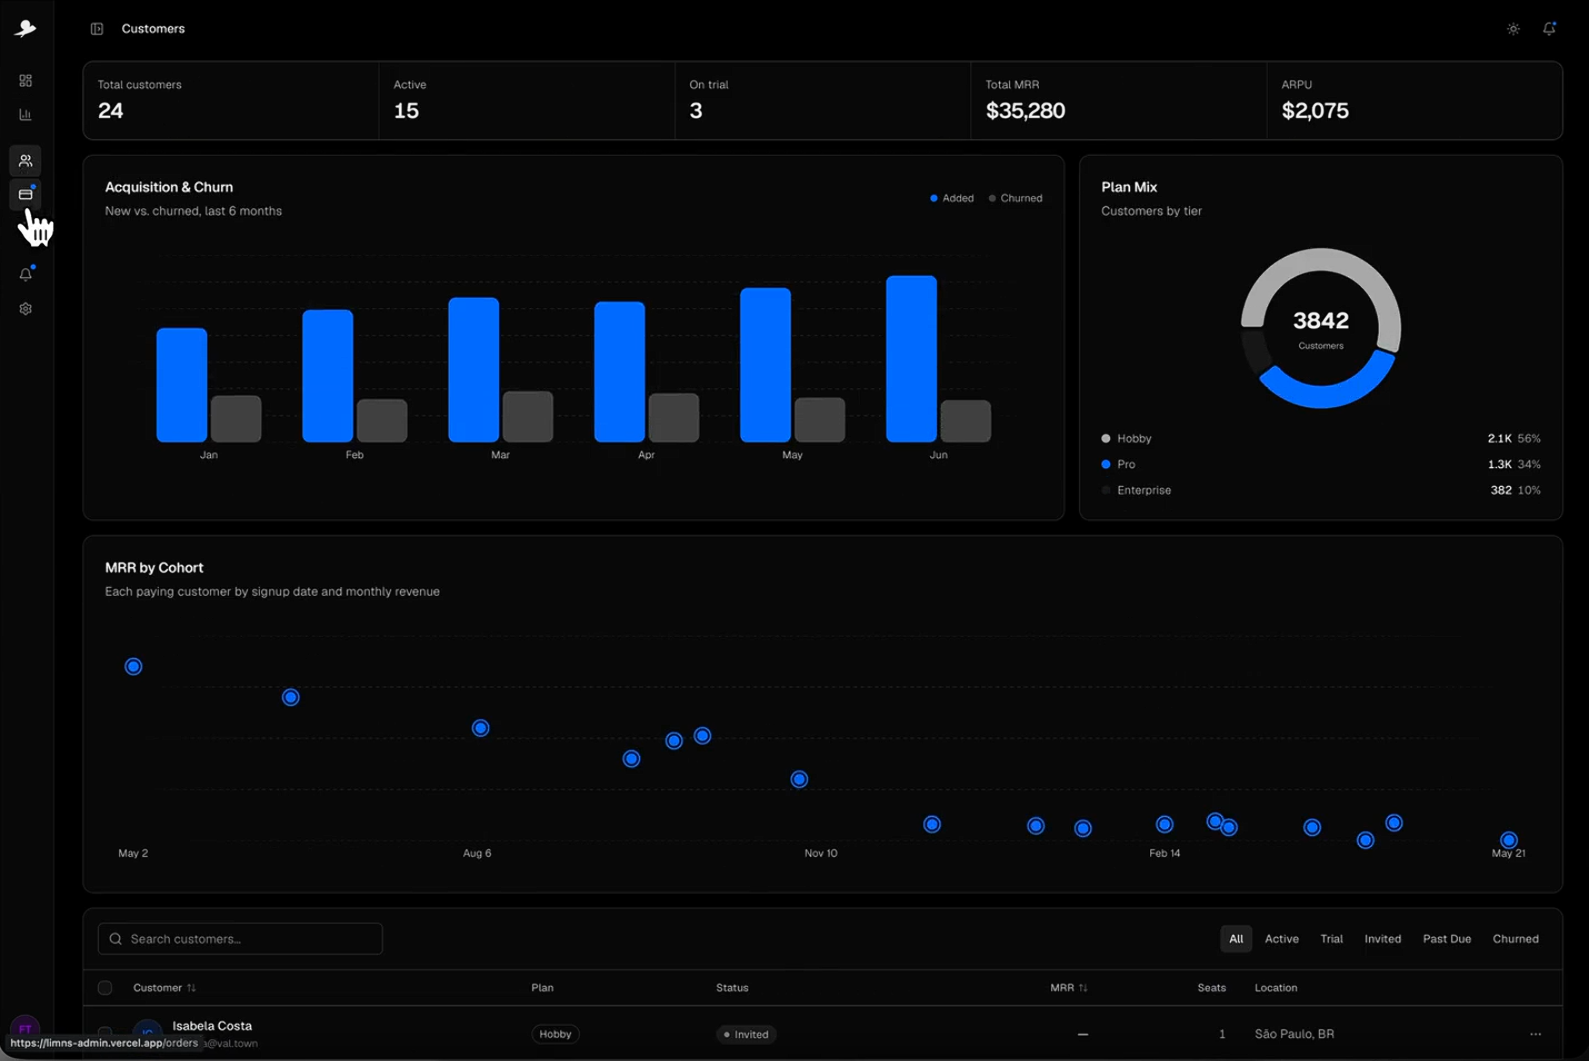 Customers
Total customers
24
Active
15
On trial
3
Total MRR
$35,280
ARPU
$2,075
Acquisition & Churn
New vs. churned, last 6 months
Added
Churned
Jan
Feb
Mar
Apr
May
Jun
Plan Mix
Customers by tier
3842
Customers
Hobby 2.1K 56%
Pro 1.3K 34%
Enterprise 382 10%
MRR by Cohort
Each paying customer by signup date and monthly revenue
May 2
Aug 6
Nov 10
Feb 14
May 21
Search customers...
All
Active
Trial
Invited
Past Due
Churned
Customer
Plan
Status
MRR
Seats
Location
Isabela Costa
Hobby
Invited
—
1
São Paulo, BR
FT
https://limns-admin.vercel.app/orders
@val.town